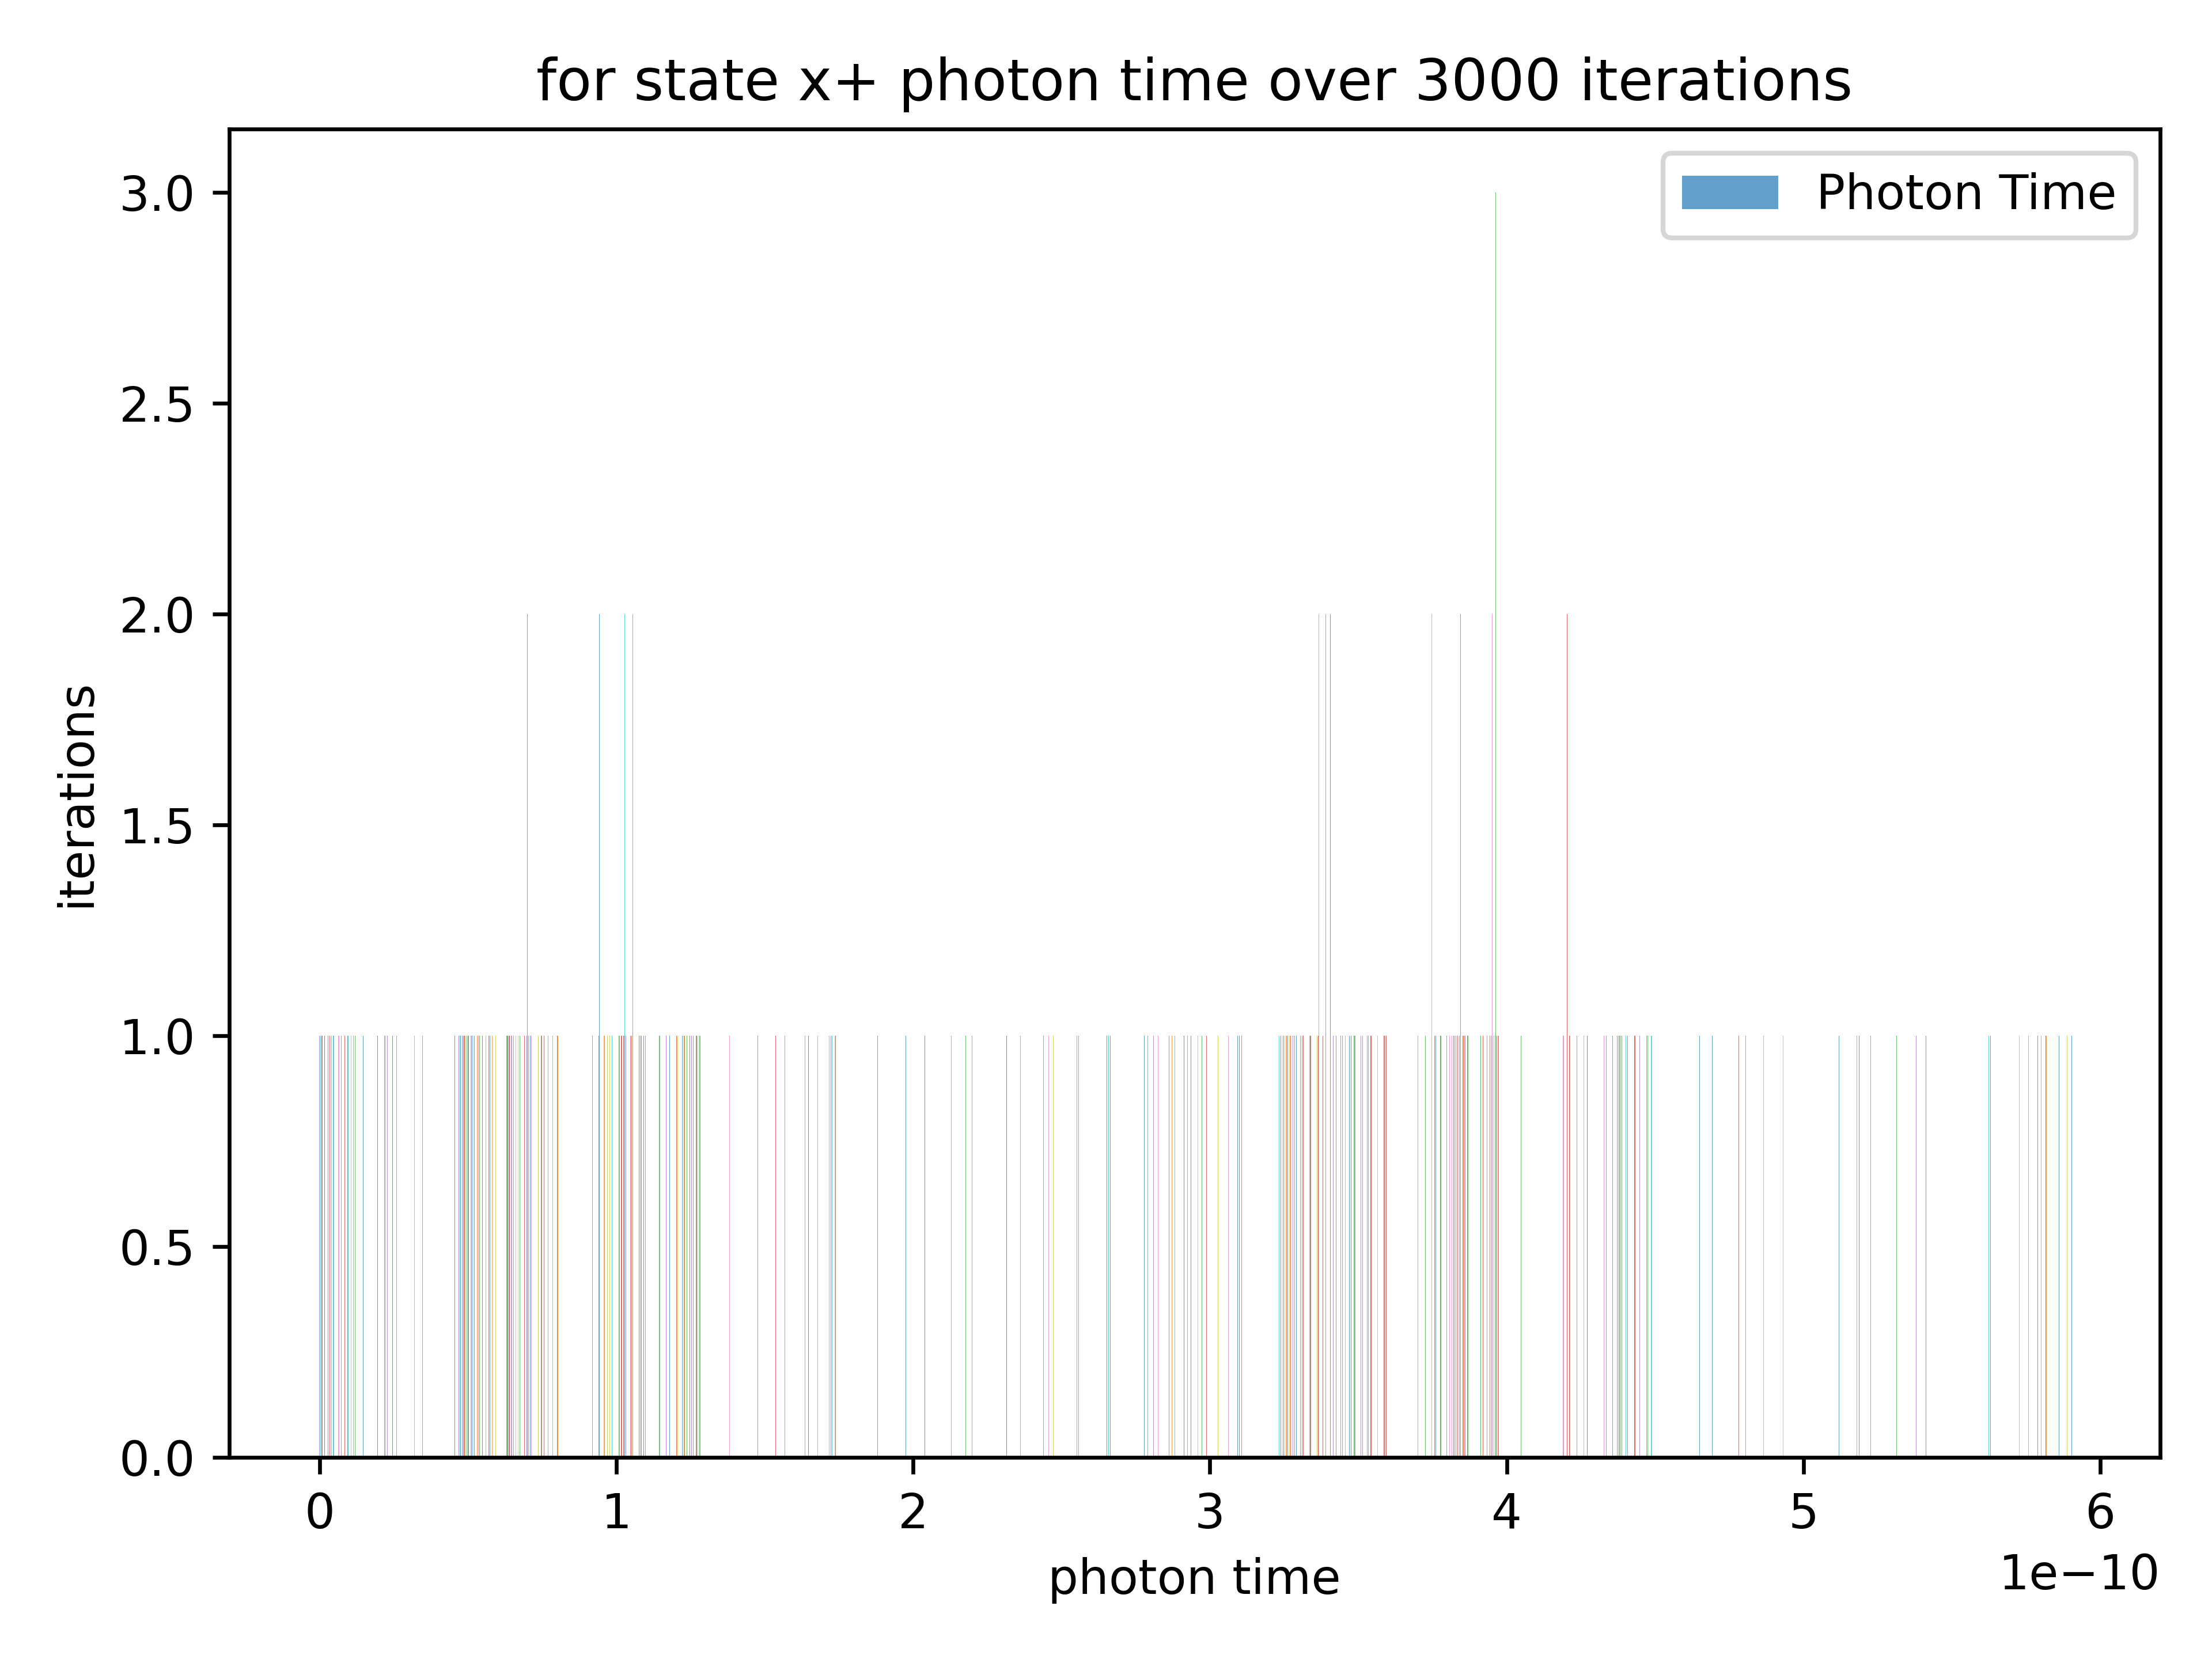 for state x+ photon time over 3000 iterations
Photon Time
3.0
2.5
2.0
1.5
1.0
0.5
0.0
iterations
0 1 2 3 4 5 6
1e−10
photon time